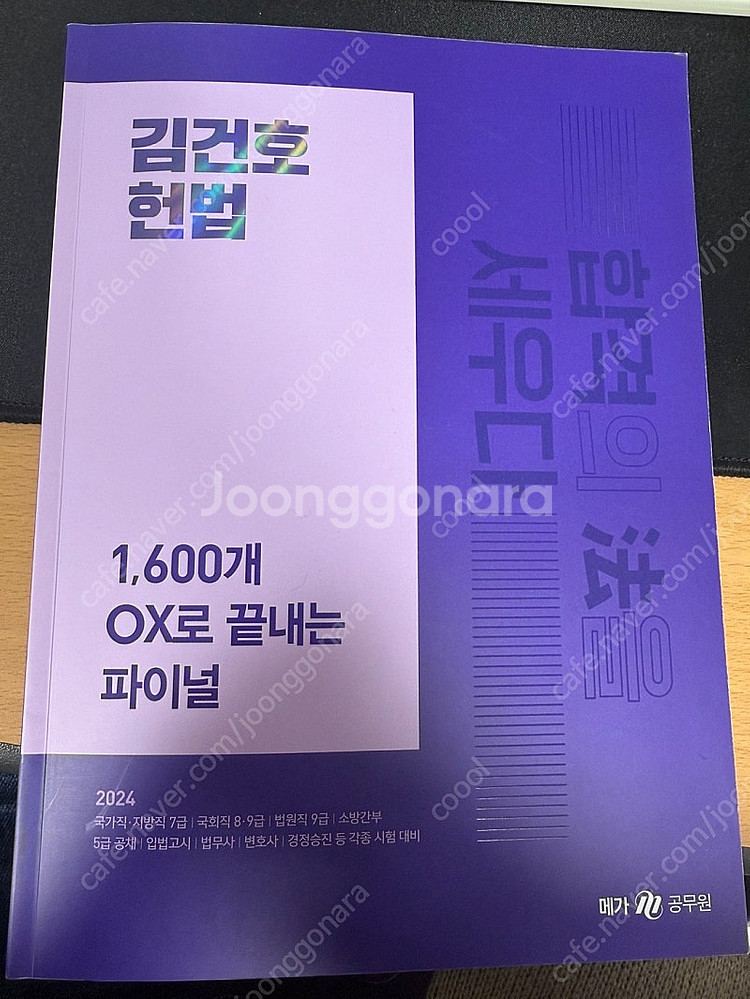 김건호
헌법
합격의 法을
세우다
1,600개
OX로 끝내는
파이널
2024
국가직·지방직 7급 | 국회직 8·9급 | 법원직 9급 | 소방간부
5급 공채 | 입법고시 | 법무사 | 변호사 | 경정승진 등 각종 시험 대비
메가 공무원
Joonggonara
cafe.naver.com/joonggonara
coool